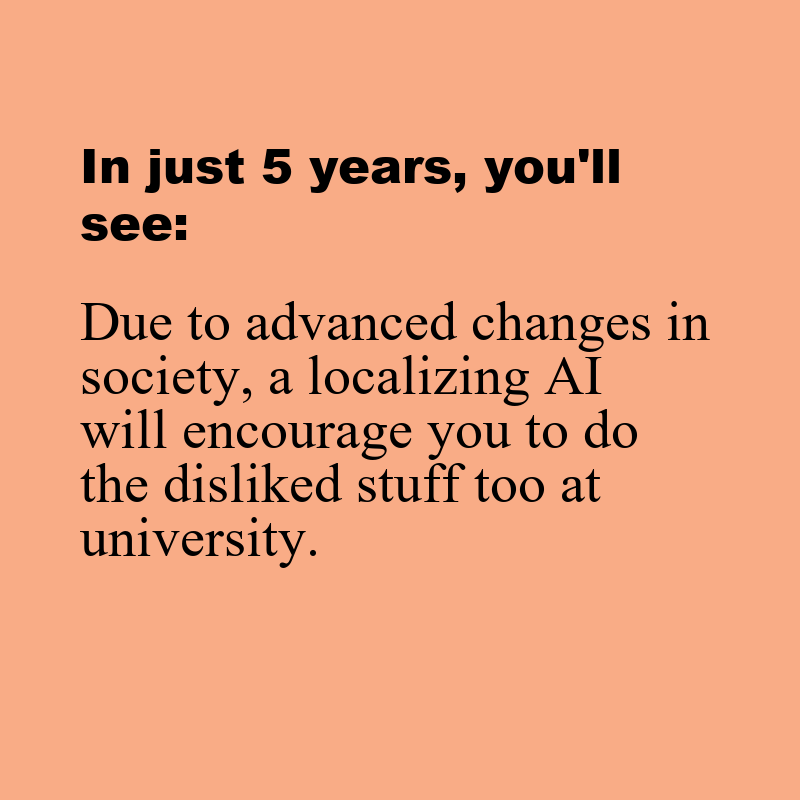 In just 5 years, you'll
see:
Due to advanced changes in
society, a localizing AI
will encourage you to do
the disliked stuff too at
university.